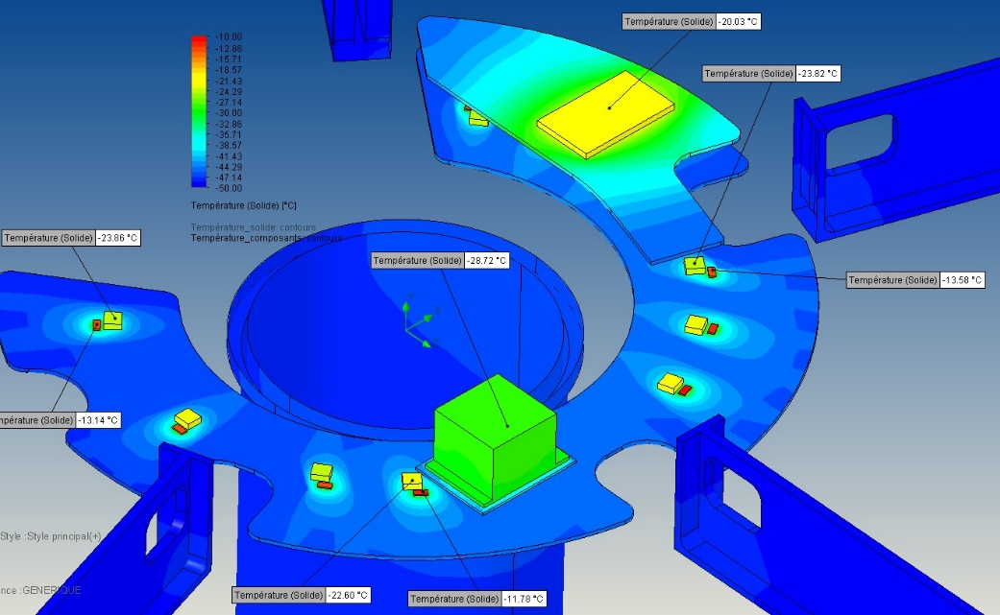 Température (Solide) -20.03 °C
Température (Solide) -23.82 °C
-10.00
-12.86
-15.71
-18.57
-21.43
-24.29
-27.14
-30.00
-32.86
-35.71
-38.57
-41.43
-44.29
-47.14
-50.00
Température (Solide) [°C]
Température_solide: contours
Température_composants: contours
Température (Solide) -23.86 °C
Température (Solide) -28.72 °C
Température (Solide) -13.58 °C
mpérature (Solide) -13.14 °C
Style :Style principal(+)
nce :GENERIQUE
Température (Solide) -22.60 °C
Température (Solide) -11.78 °C